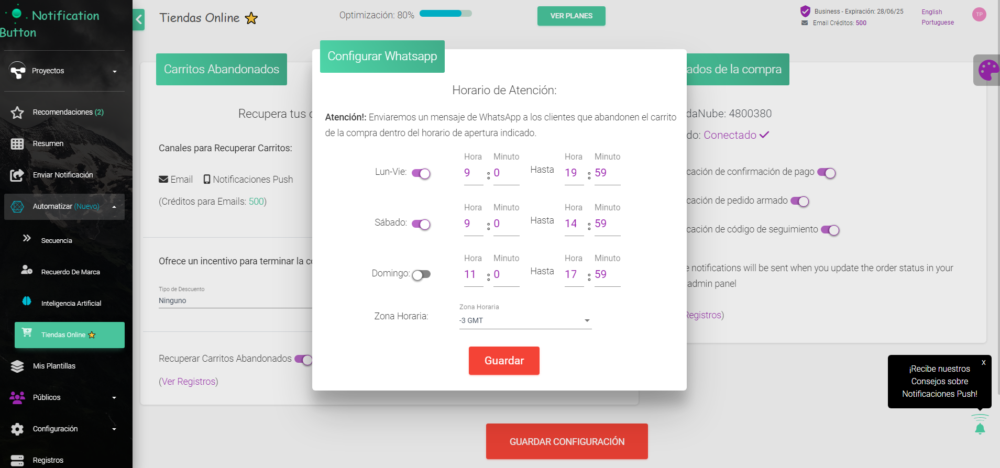 Notification
Button
Proyectos
Recomendaciones (2)
Resumen
Enviar Notificación
Automatizar (Nuevo)
Secuencia
Recuerdo De Marca
Inteligencia Artificial
Tiendas Online
Mis Plantillas
Públicos
Configuración
Registros
Tiendas Online
Optimización: 80%
VER PLANES
Business - Expiración: 28/06/25
Email Créditos: 500
English
Portuguese
TP
Carritos Abandonados
Recupera tus c
Canales para Recuperar Carritos:
Email Notificaciones Push
(Créditos para Emails: 500)
Ofrece un incentivo para terminar la co
Tipo de Descuento
Ninguno
Recuperar Carritos Abandonados
(Ver Registros)
Configurar Whatsapp
Horario de Atención:
Atención!: Enviaremos un mensaje de WhatsApp a los clientes que abandonen el carrito
de la compra dentro del horario de apertura indicado.
Hora Minuto Hora Minuto
Lun-Vie: 9 : 0 Hasta 19 : 59
Hora Minuto Hora Minuto
Sábado: 9 : 0 Hasta 14 : 59
Hora Minuto Hora Minuto
Domingo: 11 : 0 Hasta 17 : 59
Zona Horaria
Zona Horaria: -3 GMT
Guardar
ados de la compra
daNube: 4800380
do: Conectado
cación de confirmación de pago
cación de pedido armado
cación de código de seguimiento
e notifications will be sent when you update the order status in your
admin panel
Registros)
GUARDAR CONFIGURACIÓN
x
¡Recibe nuestros
Consejos sobre
Notificaciones Push!